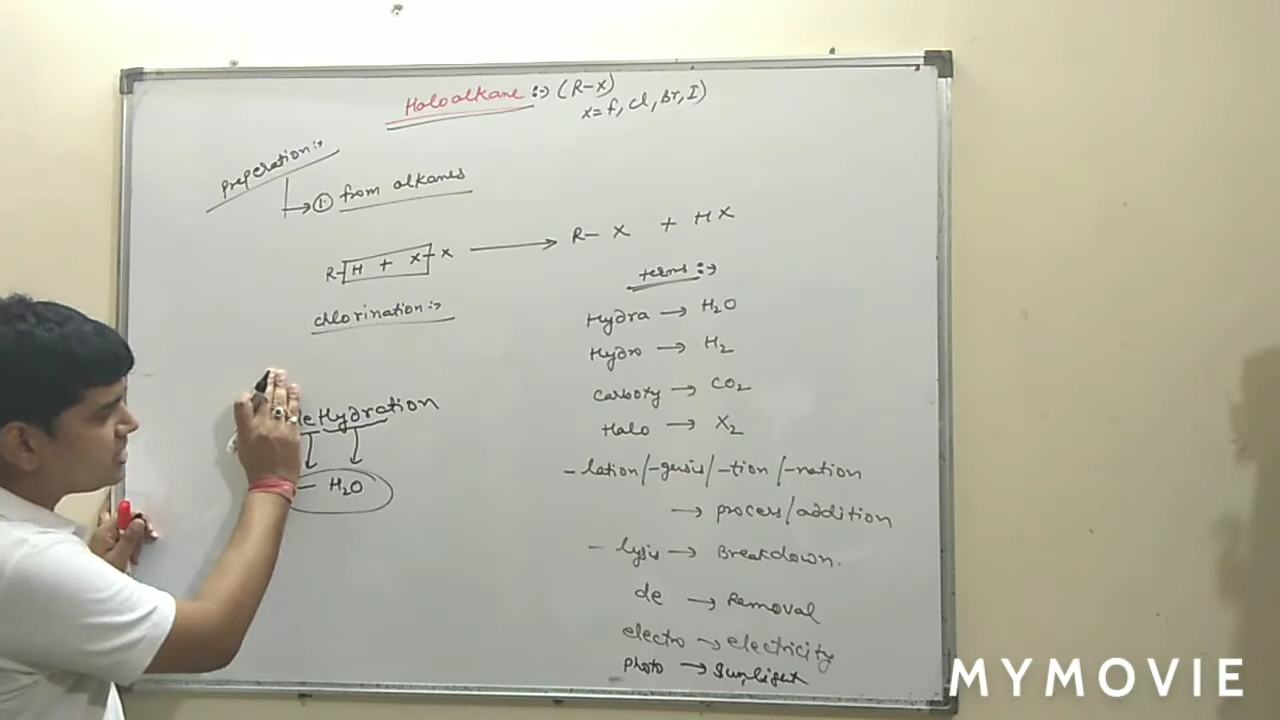 Haloalkane :→ (R-X)
X=f, Cl, Br, I)
preperation:→
① from alkanes
R-H + X-X → R-X + HX
terms:→
chlorination:→
Hydra → H₂O
Hydro → H₂
Carboxy → CO₂
Halo → X₂
deHydration
- H₂O
-lation/-gensis/-tion/-nation
→ process/addition
- lysis → Breakdown.
de → Removal
electro → electricity
photo → Sunlight
MYMOVIE